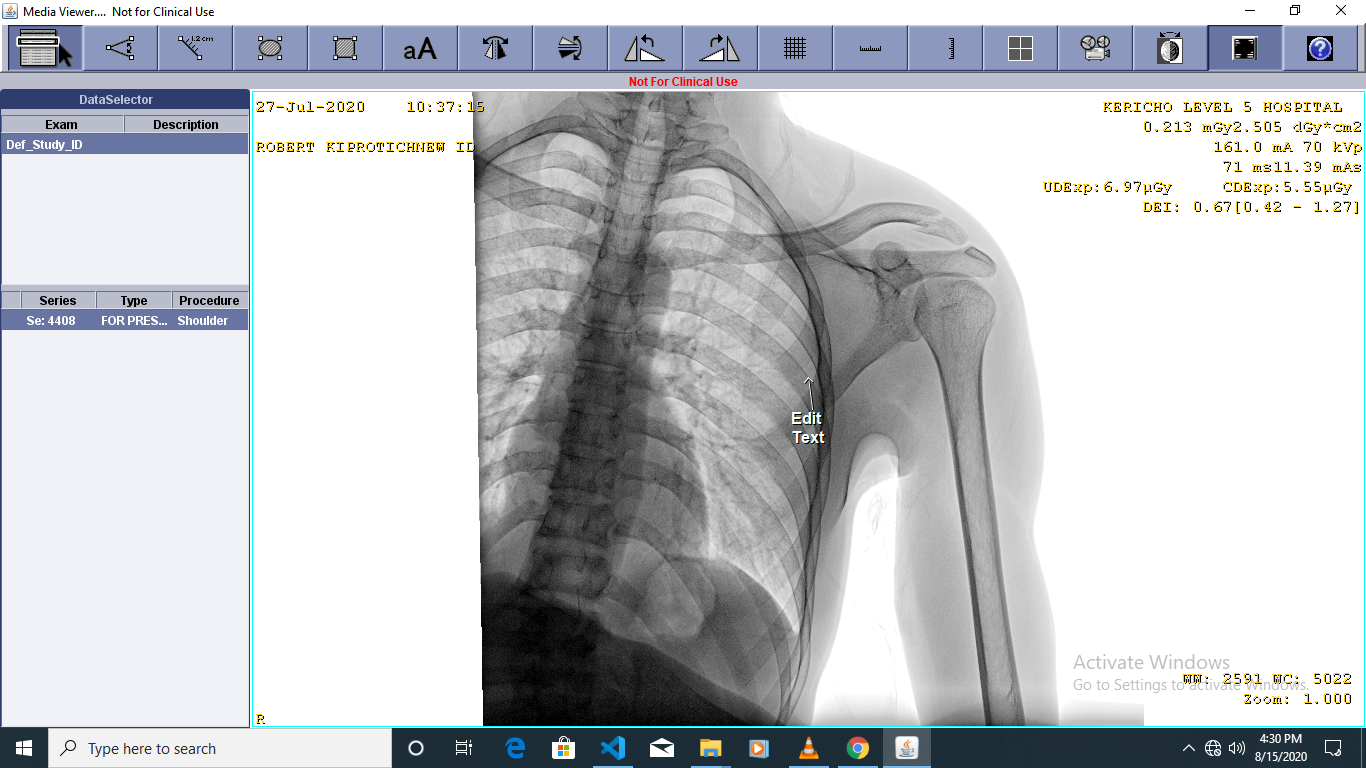 Media Viewer.... Not for Clinical Use
1.2 cm
aA
Not For Clinical Use
DataSelector
Exam Description
Def_Study_ID
Series Type Procedure
Se: 4408 FOR PRES... Shoulder
27-Jul-2020 10:37:15
ROBERT KIPROTICHNEW ID
KERICHO LEVEL 5 HOSPITAL
0.213 mGy2.505 dGy*cm2
161.0 mA 70 kVp
71 ms11.39 mAs
UDExp:6.97µGy CDExp:5.55µGy
DEI: 0.67[0.42 - 1.27]
Edit
Text
Activate Windows
Go to Settings to activate Windows.
WW: 2591 WC: 5022
Zoom: 1.000
R
Type here to search
4:30 PM
8/15/2020